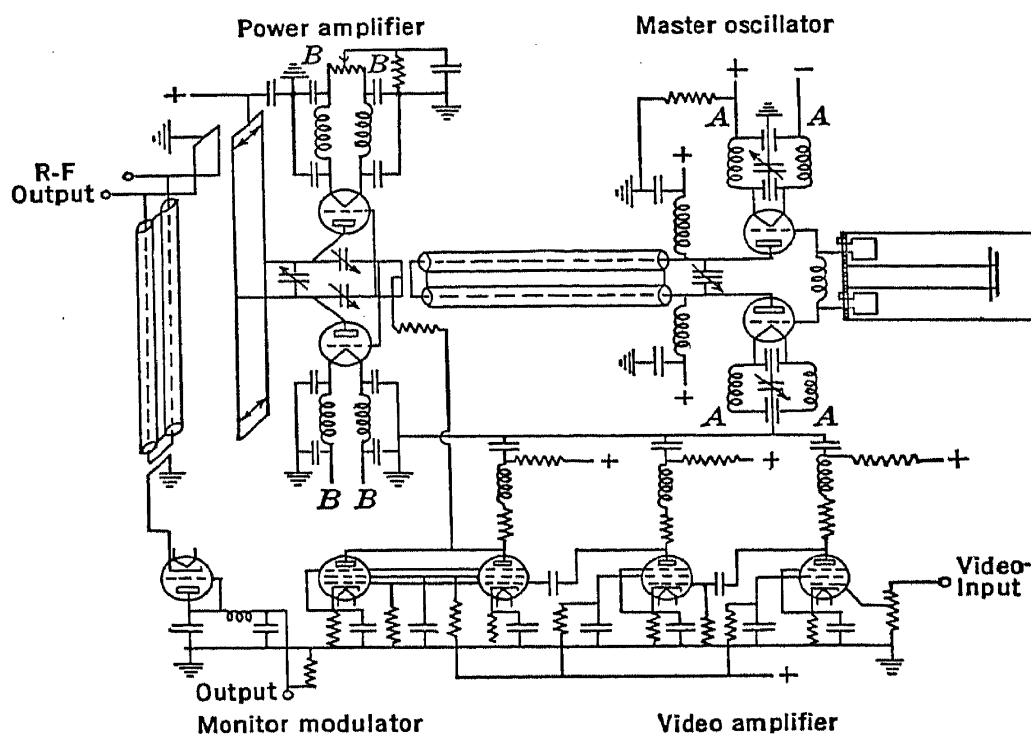 Power amplifier
Master oscillator
B
B
+
+
−
A
A
R-F
Output
+
+
A
A
B
B
+
+
+
Video-
Input
+
Output
Monitor modulator
Video amplifier